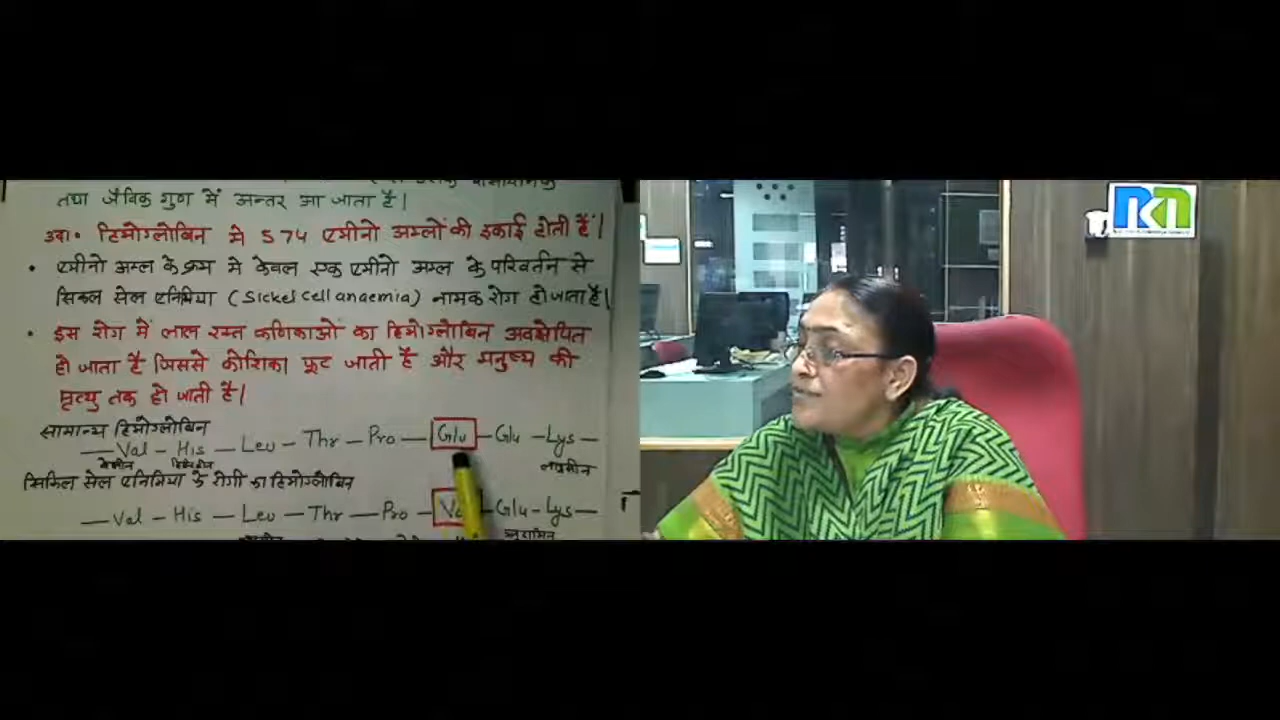 तथा जैविक गुण में अन्तर आ जाता है।
उदा० हिमोग्लोबिन मे 574 एमीनो अम्लों की इकाई होती हैं।
• एमीनो अम्ल के क्रम मे केवल एक एमीनो अम्ल के परिवर्तन से
सिकल सेल एनिमिया (Sickel cell anaemia) नामक रोग हो जाता है।
• इस रोग में लाल रक्त कणिकाओं का हिमोग्लोबिन अवक्षेपित
हो जाता है जिससे कोशिका फूट जाती है और मनुष्य की
मृत्यु तक हो जाती है।
सामान्य हिमोग्लोबिन
— Val – His — Leu – Thr – Pro — Glu – Glu – Lys —
सिकिल सेल एनिमिया के रोगी का हिमोग्लोबिन
— Val – His — Leu — Thr — Pro – Glu – Lys —
RM